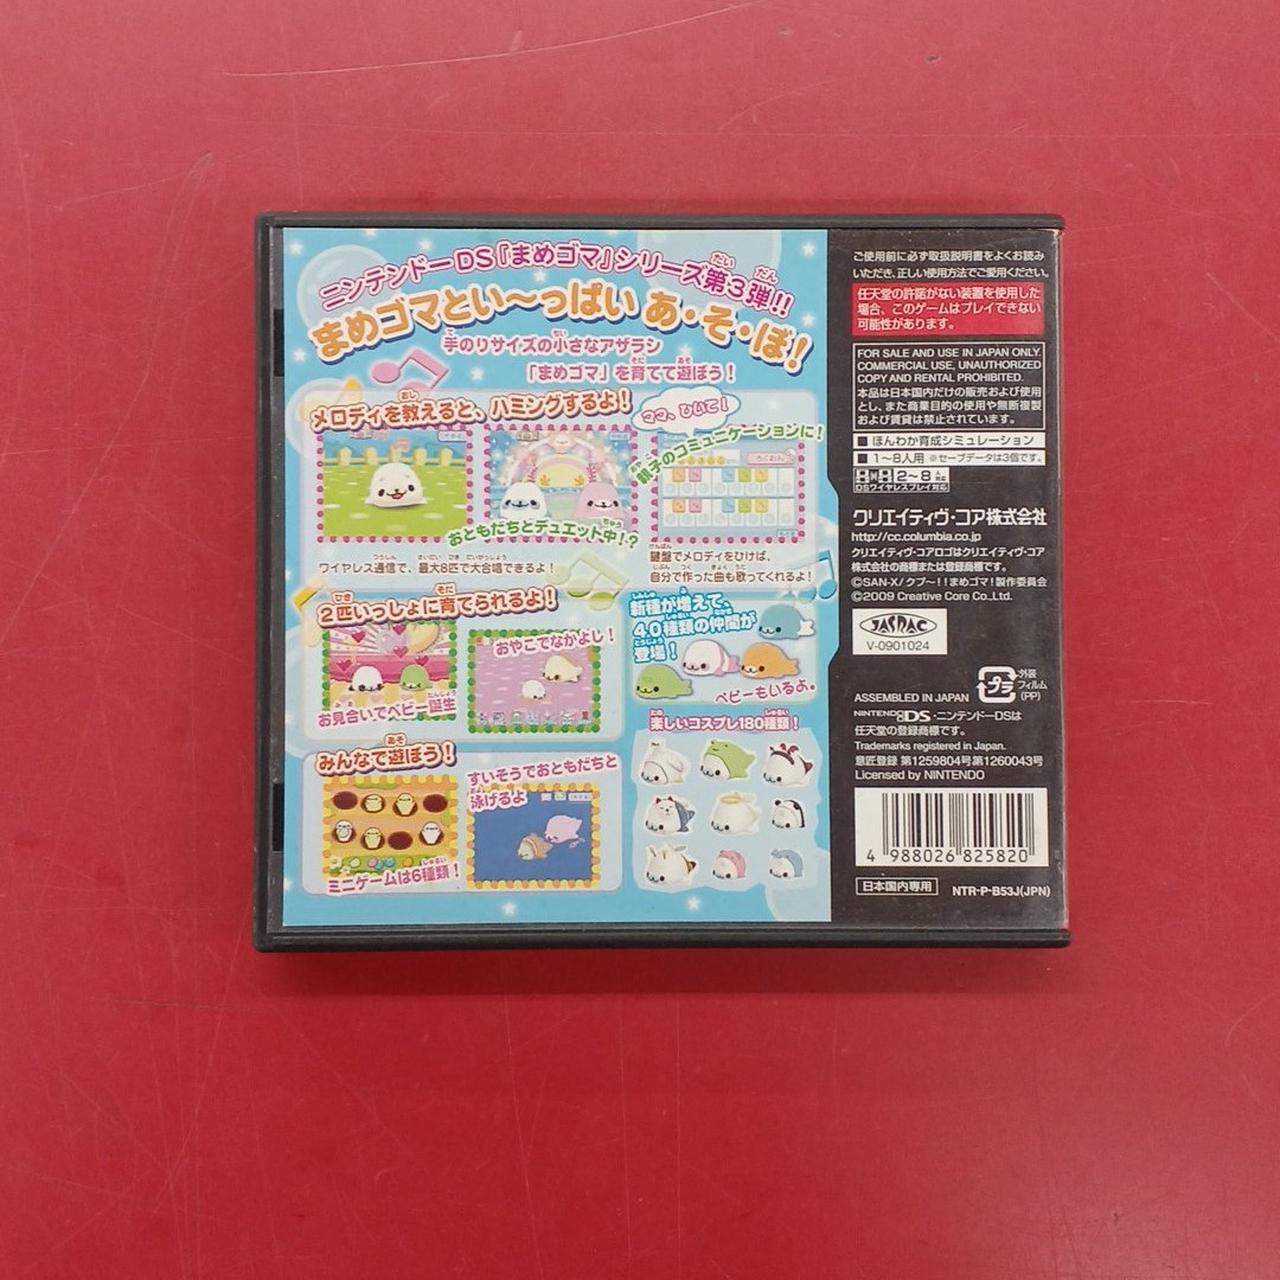 ニンテンドーDS『まめゴマ』シリーズ第3弾!!
まめゴマとい〜っぱい あ・そ・ぼ!
手のりサイズの小さなアザラシ
「まめゴマ」を育てて遊ぼう!
メロディを教えると、ハミングするよ!
ママ、ひいて!
親子のコミュニケーションに!
おともだちとデュエット中!?
ワイヤレス通信で、最大8匹で大合唱できるよ!
鍵盤でメロディをひけば、
自分で作った曲も歌ってくれるよ!
2匹いっしょに育てられるよ!
おやこでなかよし!
お見合いでベビー誕生
新種が増えて、
40種類の仲間が
登場!
ベビーもいるよ。
みんなで遊ぼう!
すいそうでおともだちと
泳げるよ
ミニゲームは6種類!
楽しいコスプレ180種類!
ご使用前に必ず取扱説明書をよくお読み
いただき、正しい使用方法でご愛用ください。
任天堂の許諾がない装置を使用した
場合、このゲームはプレイできない
可能性があります。
FOR SALE AND USE IN JAPAN ONLY.
COMMERCIAL USE, UNAUTHORIZED
COPY AND RENTAL PROHIBITED.
本品は日本国内だけの販売および使用
とし、また商業目的の使用や無断複製
および賃貸は禁止されています。
■ ほんわか育成シミュレーション
■ 1〜8人用 ※セーブデータは3個です。
2〜8人対応
DSワイヤレスプレイ対応
クリエイティヴ・コア株式会社
http://cc.columbia.co.jp
クリエイティヴ・コアロゴはクリエイティヴ・コア
株式会社の商標または登録商標です。
©SAN-X/クプ〜!!まめゴマ!製作委員会
©2009 Creative Core Co.,Ltd.
JASRAC
V-0901024
プラ
外装
フィルム
(PP)
ASSEMBLED IN JAPAN
NINTENDO DS・ニンテンドーDSは
任天堂の登録商標です。
Trademarks registered in Japan.
意匠登録 第1259804号 第1260043号
Licensed by NINTENDO
4 988026 825820
日本国内専用
NTR-P-B53J(JPN)